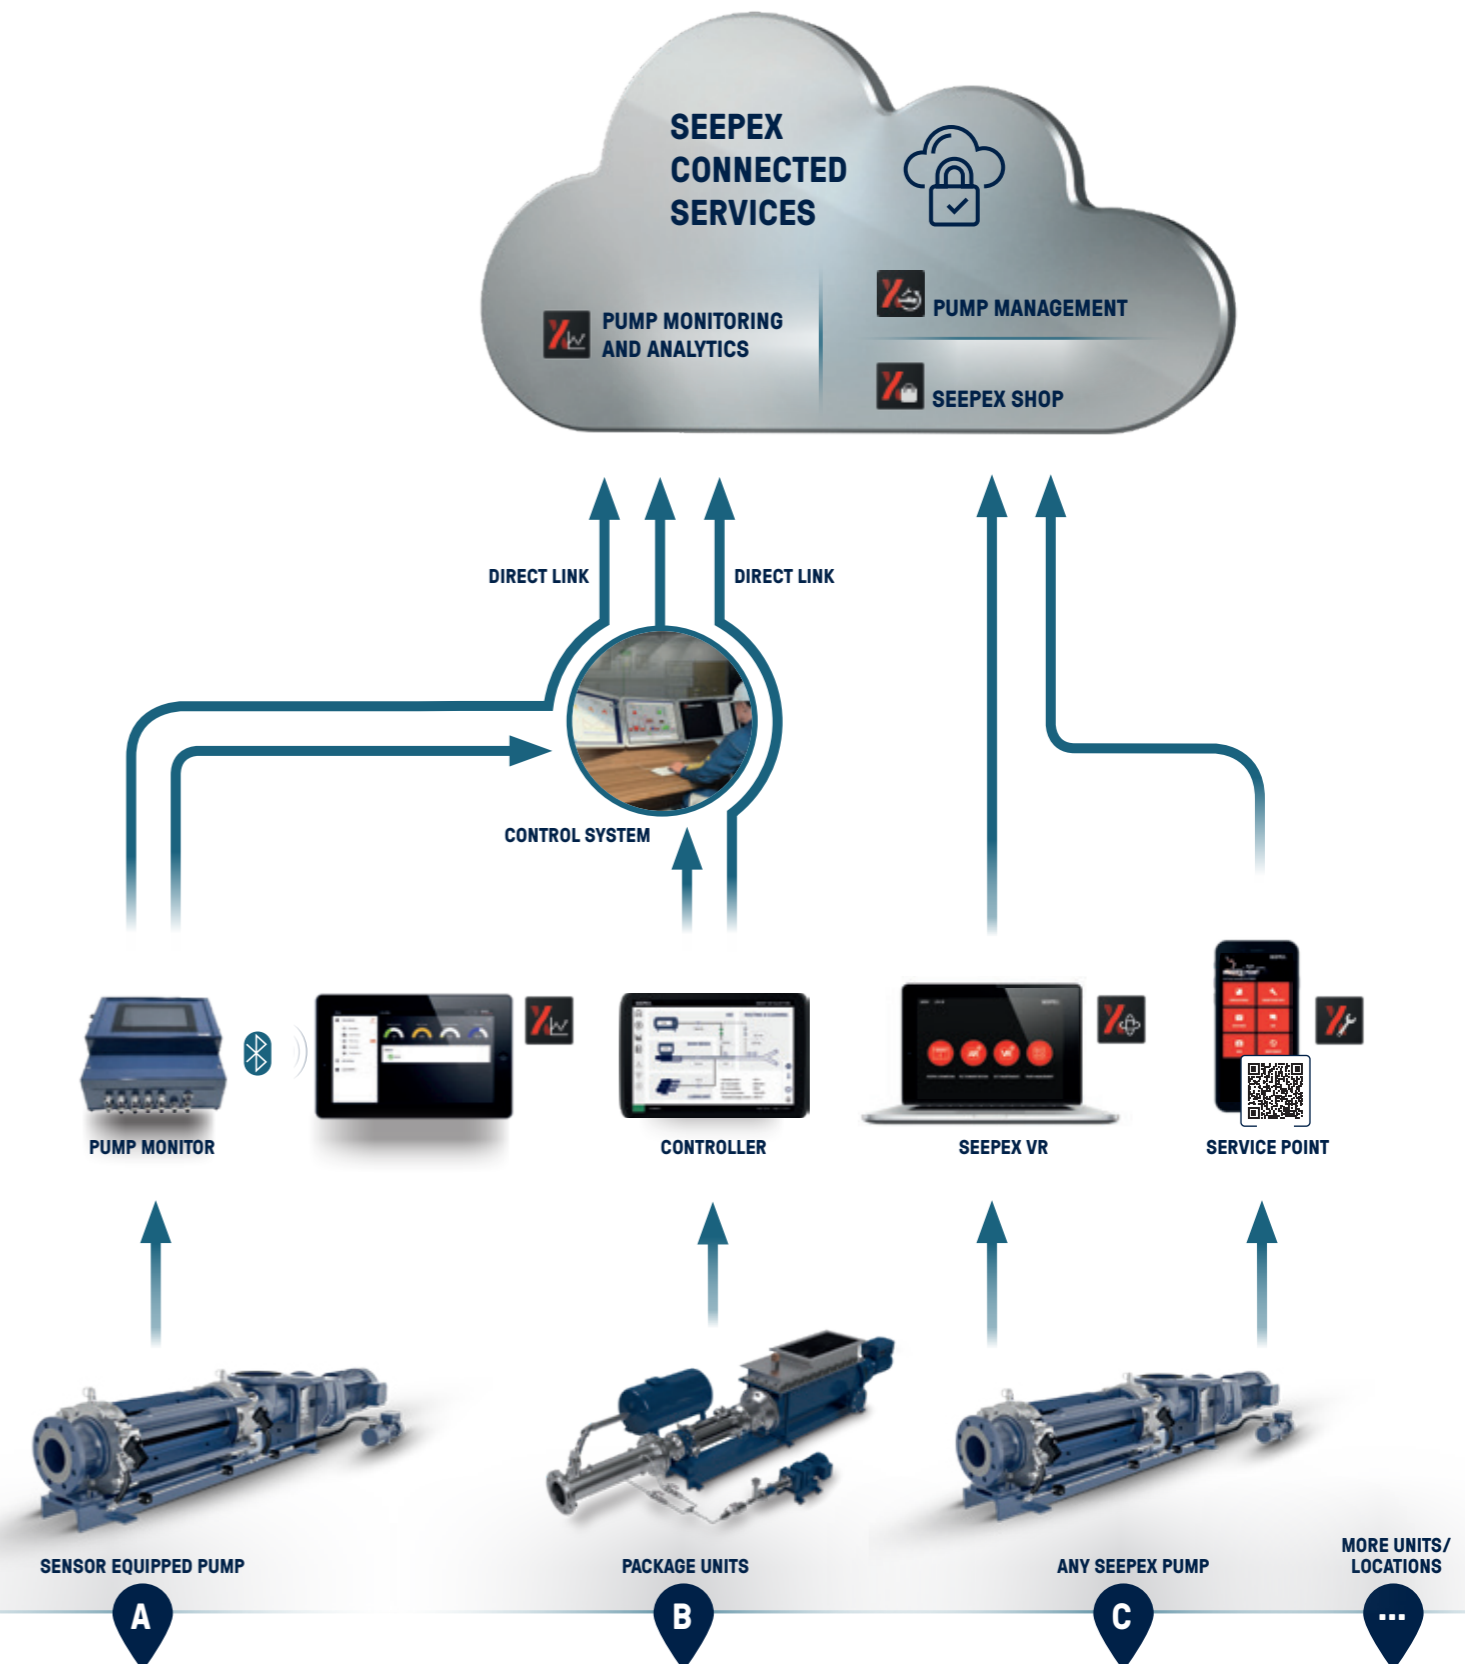 SEEPEX
CONNECTED
SERVICES
PUMP MONITORING
AND ANALYTICS
PUMP MANAGEMENT
SEEPEX SHOP
DIRECT LINK
DIRECT LINK
CONTROL SYSTEM
PUMP MONITOR
CONTROLLER
SEEPEX VR
SERVICE POINT
SENSOR EQUIPPED PUMP
PACKAGE UNITS
ANY SEEPEX PUMP
MORE UNITS/
LOCATIONS
A
B
C
...